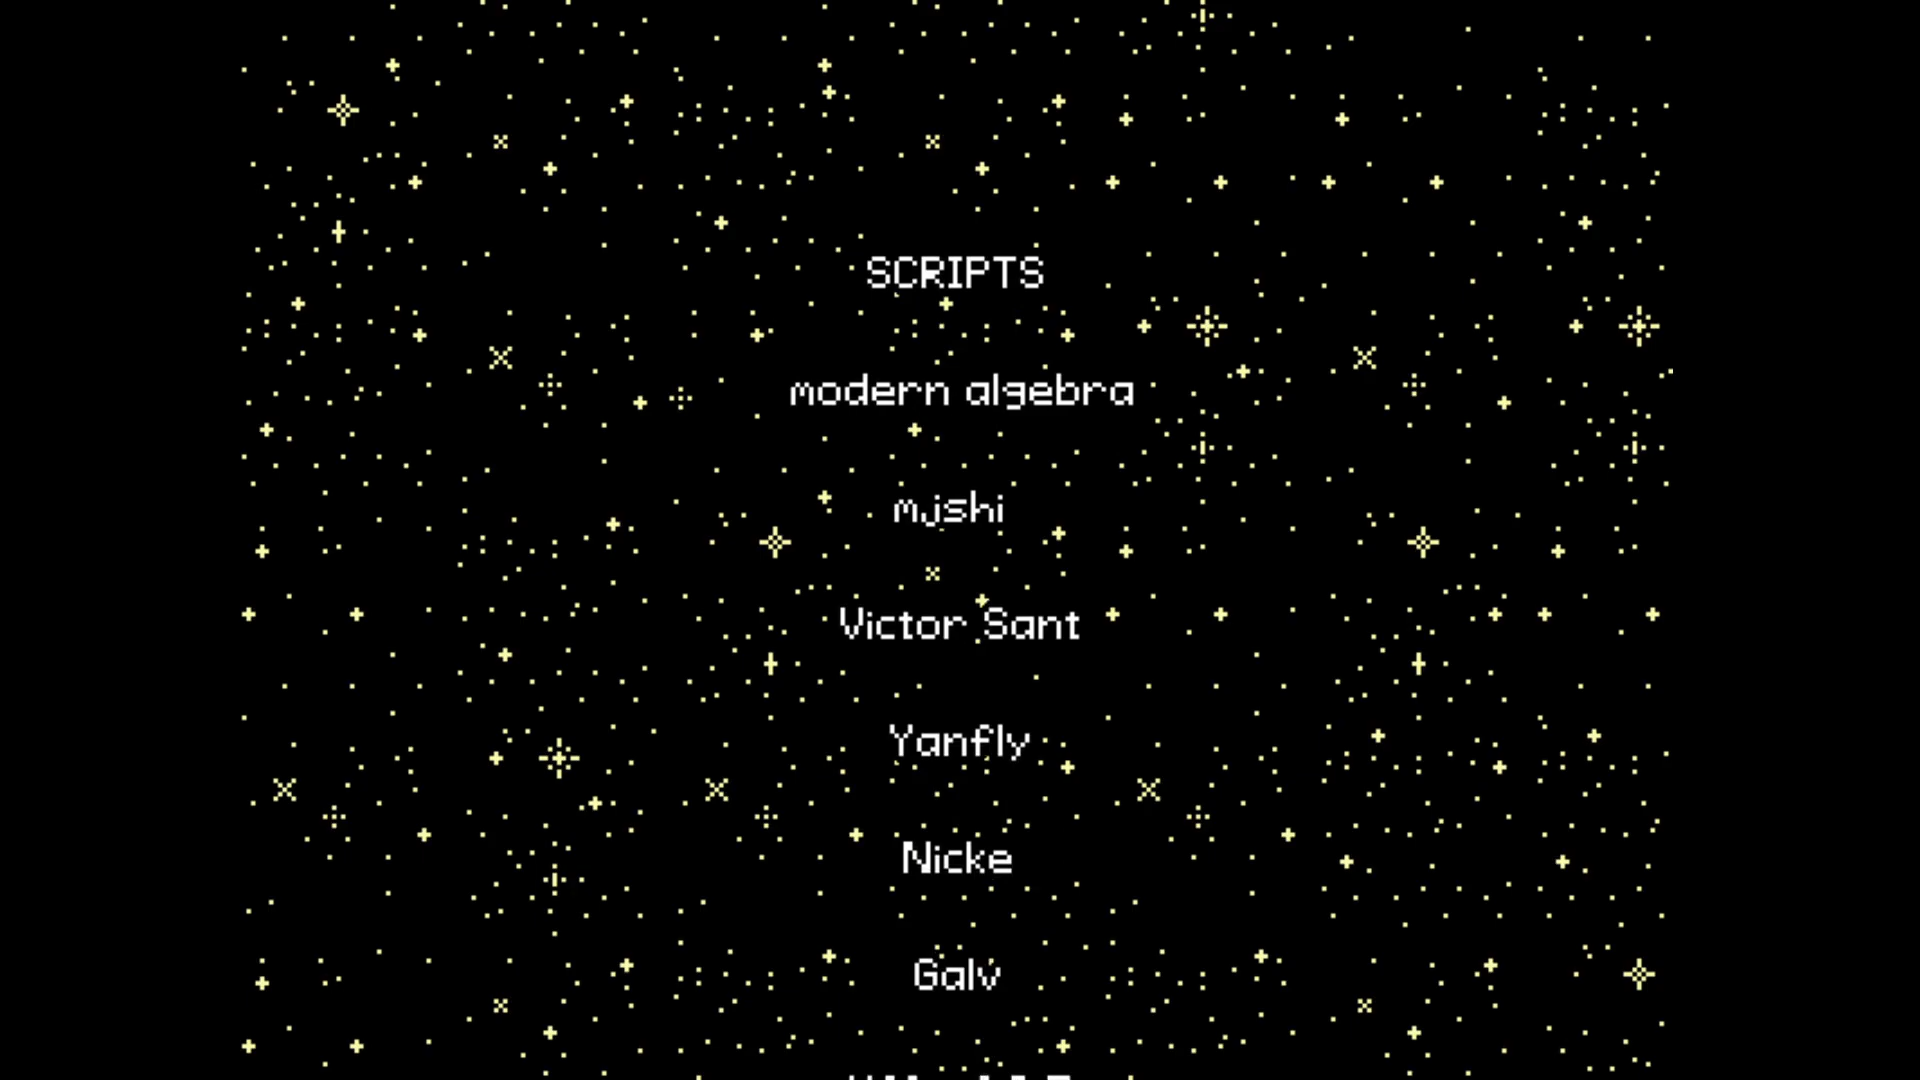 SCRIPTS
modern algebra
mjshi
Victor Sant
Yanfly
Nicke
Galv